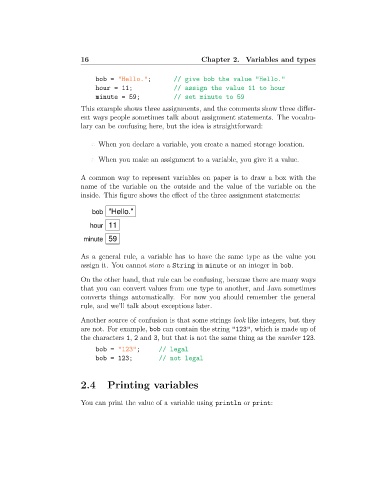 16 Chapter 2. Variables and types
bob = "Hello."; // give bob the value "Hello."
hour = 11; // assign the value 11 to hour
minute = 59; // set minute to 59
This example shows three assignments, and the comments show three differ-
ent ways people sometimes talk about assignment statements. The vocabu-
lary can be confusing here, but the idea is straightforward:
· When you declare a variable, you create a named storage location.
· When you make an assignment to a variable, you give it a value.
A common way to represent variables on paper is to draw a box with the
name of the variable on the outside and the value of the variable on the
inside. This figure shows the effect of the three assignment statements:
bob "Hello."
hour 11
minute 59
As a general rule, a variable has to have the same type as the value you
assign it. You cannot store a String in minute or an integer in bob.
On the other hand, that rule can be confusing, because there are many ways
that you can convert values from one type to another, and Java sometimes
converts things automatically. For now you should remember the general
rule, and we'll talk about exceptions later.
Another source of confusion is that some strings look like integers, but they
are not. For example, bob can contain the string "123", which is made up of
the characters 1, 2 and 3, but that is not the same thing as the number 123.
bob = "123"; // legal
bob = 123; // not legal
2.4 Printing variables
You can print the value of a variable using println or print: